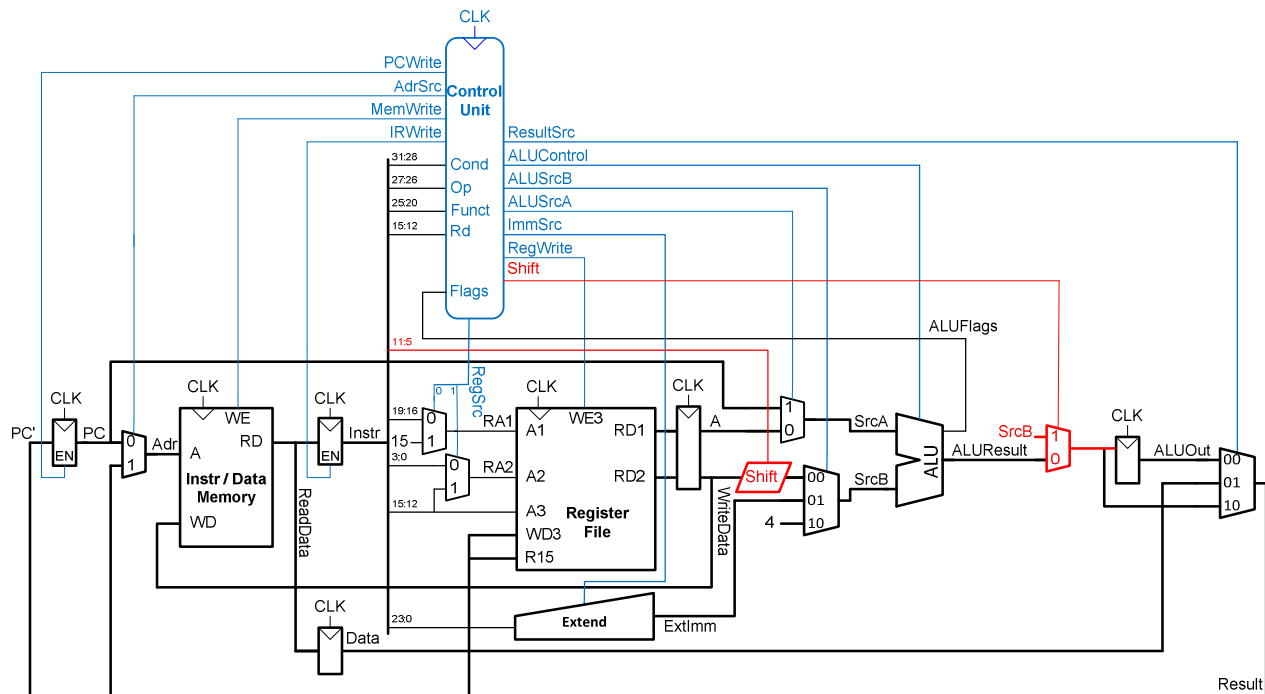 CLK
PCWrite
AdrSrc
MemWrite
IRWrite
Control
Unit
ResultSrc
ALUControl
ALUSrcB
ALUSrcA
ImmSrc
RegWrite
Shift
31:28
Cond
27:26
Op
25:20
Funct
15:12
Rd
Flags
ALUFlags
11:5
RegSrc
0 1
CLK
PC'
EN
PC
0
1
Adr
CLK
WE
A
RD
Instr / Data
Memory
WD
ReadData
CLK
EN
Instr
19:16
15
3:0
15:12
0
1
RA1
0
1
RA2
CLK
WE3
A1
RD1
A2
RD2
A3
WD3
R15
Register
File
CLK
A
Shift
WriteData
1
0
SrcA
00
01
10
4
SrcB
ALU
ALUResult
SrcB
1
0
CLK
ALUOut
00
01
10
23:0
Extend
ExtImm
CLK
Data
Result